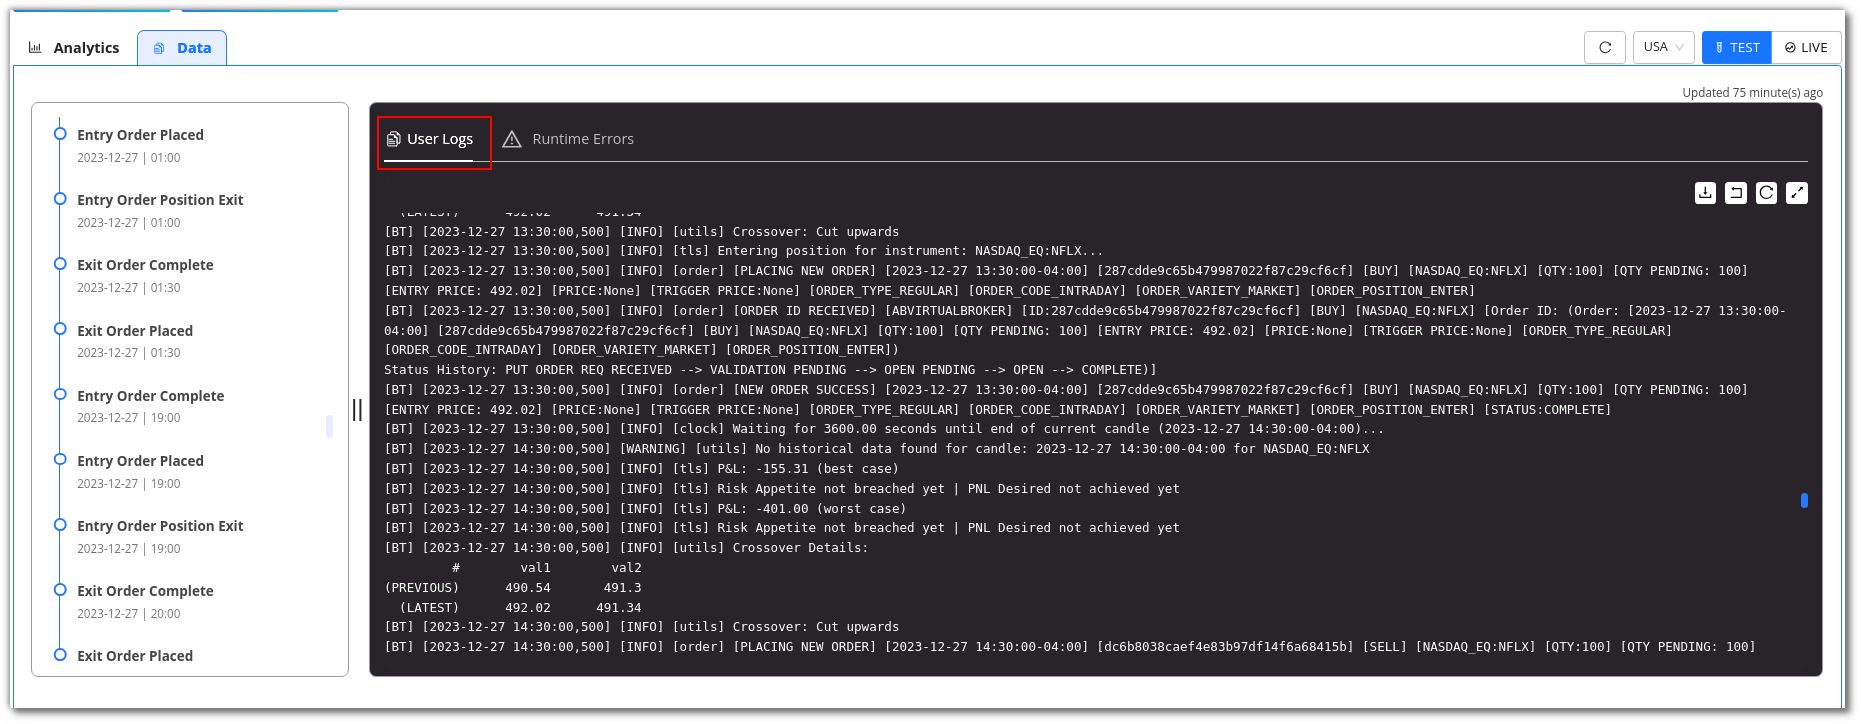 Analytics
Data
USA
TEST
LIVE
Updated 75 minute(s) ago
Entry Order Placed
2023-12-27 | 01:00
Entry Order Position Exit
2023-12-27 | 01:00
Exit Order Complete
2023-12-27 | 01:30
Exit Order Placed
2023-12-27 | 01:30
Entry Order Complete
2023-12-27 | 19:00
Entry Order Placed
2023-12-27 | 19:00
Entry Order Position Exit
2023-12-27 | 19:00
Exit Order Complete
2023-12-27 | 20:00
Exit Order Placed
User Logs
Runtime Errors
(LATEST) 492.02 491.34
[BT] [2023-12-27 13:30:00,500] [INFO] [utils] Crossover: Cut upwards
[BT] [2023-12-27 13:30:00,500] [INFO] [tls] Entering position for instrument: NASDAQ_EQ:NFLX...
[BT] [2023-12-27 13:30:00,500] [INFO] [order] [PLACING NEW ORDER] [2023-12-27 13:30:00-04:00] [287cdde9c65b479987022f87c29cf6cf] [BUY] [NASDAQ_EQ:NFLX] [QTY:100] [QTY PENDING: 100]
[ENTRY PRICE: 492.02] [PRICE:None] [TRIGGER PRICE:None] [ORDER_TYPE_REGULAR] [ORDER_CODE_INTRADAY] [ORDER_VARIETY_MARKET] [ORDER_POSITION_ENTER]
[BT] [2023-12-27 13:30:00,500] [INFO] [order] [ORDER ID RECEIVED] [ABVIRTUALBROKER] [ID:287cdde9c65b479987022f87c29cf6cf] [BUY] [NASDAQ_EQ:NFLX] [Order ID: (Order: [2023-12-27 13:30:00-
04:00] [287cdde9c65b479987022f87c29cf6cf] [BUY] [NASDAQ_EQ:NFLX] [QTY:100] [QTY PENDING: 100] [ENTRY PRICE: 492.02] [PRICE:None] [TRIGGER PRICE:None] [ORDER_TYPE_REGULAR]
[ORDER_CODE_INTRADAY] [ORDER_VARIETY_MARKET] [ORDER_POSITION_ENTER])
Status History: PUT ORDER REQ RECEIVED --> VALIDATION PENDING --> OPEN PENDING --> OPEN --> COMPLETE)]
[BT] [2023-12-27 13:30:00,500] [INFO] [order] [NEW ORDER SUCCESS] [2023-12-27 13:30:00-04:00] [287cdde9c65b479987022f87c29cf6cf] [BUY] [NASDAQ_EQ:NFLX] [QTY:100] [QTY PENDING: 100]
[ENTRY PRICE: 492.02] [PRICE:None] [TRIGGER PRICE:None] [ORDER_TYPE_REGULAR] [ORDER_CODE_INTRADAY] [ORDER_VARIETY_MARKET] [ORDER_POSITION_ENTER] [STATUS:COMPLETE]
[BT] [2023-12-27 13:30:00,500] [INFO] [clock] Waiting for 3600.00 seconds until end of current candle (2023-12-27 14:30:00-04:00)...
[BT] [2023-12-27 14:30:00,500] [WARNING] [utils] No historical data found for candle: 2023-12-27 14:30:00-04:00 for NASDAQ_EQ:NFLX
[BT] [2023-12-27 14:30:00,500] [INFO] [tls] P&L: -155.31 (best case)
[BT] [2023-12-27 14:30:00,500] [INFO] [tls] Risk Appetite not breached yet | PNL Desired not achieved yet
[BT] [2023-12-27 14:30:00,500] [INFO] [tls] P&L: -401.00 (worst case)
[BT] [2023-12-27 14:30:00,500] [INFO] [tls] Risk Appetite not breached yet | PNL Desired not achieved yet
[BT] [2023-12-27 14:30:00,500] [INFO] [utils] Crossover Details:
# val1 val2
(PREVIOUS) 490.54 491.3
(LATEST) 492.02 491.34
[BT] [2023-12-27 14:30:00,500] [INFO] [utils] Crossover: Cut upwards
[BT] [2023-12-27 14:30:00,500] [INFO] [order] [PLACING NEW ORDER] [2023-12-27 14:30:00-04:00] [dc6b8038caef4e83b97df14f6a68415b] [SELL] [NASDAQ_EQ:NFLX] [QTY:100] [QTY PENDING: 100]